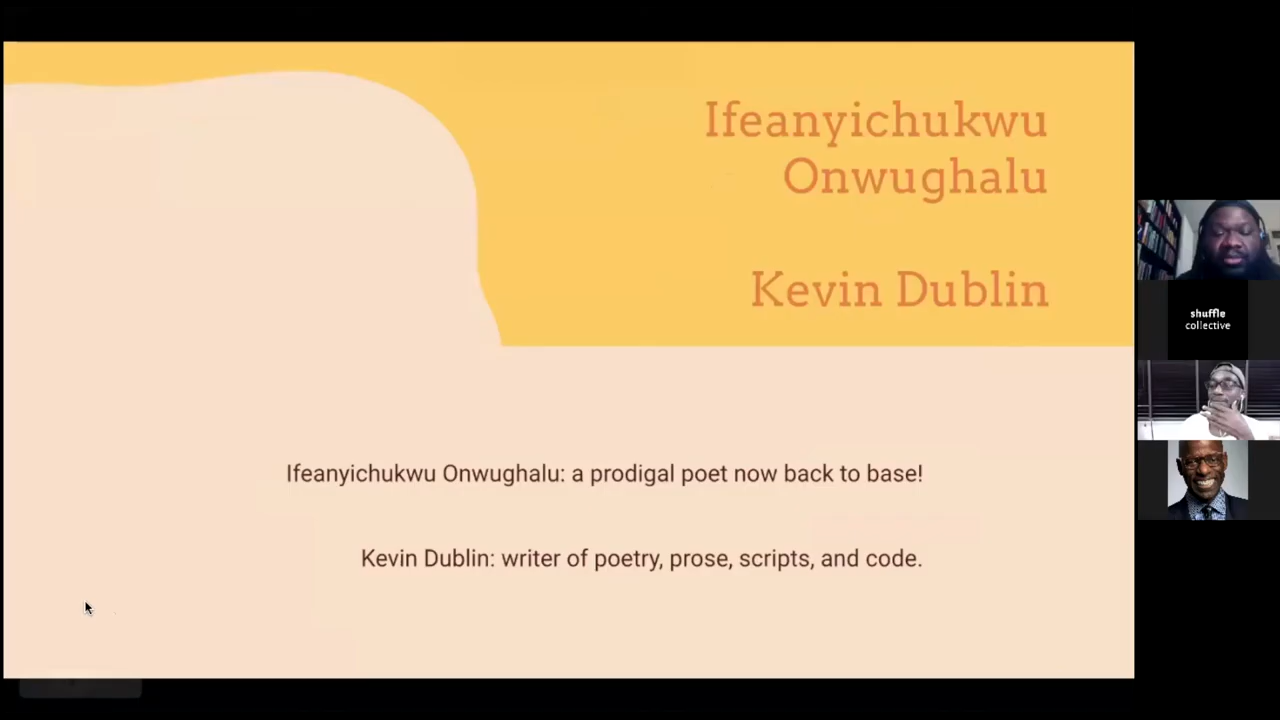 Ifeanyichukwu
Onwughalu
Kevin Dublin
Ifeanyichukwu Onwughalu: a prodigal poet now back to base!
Kevin Dublin: writer of poetry, prose, scripts, and code.
shuffle
collective